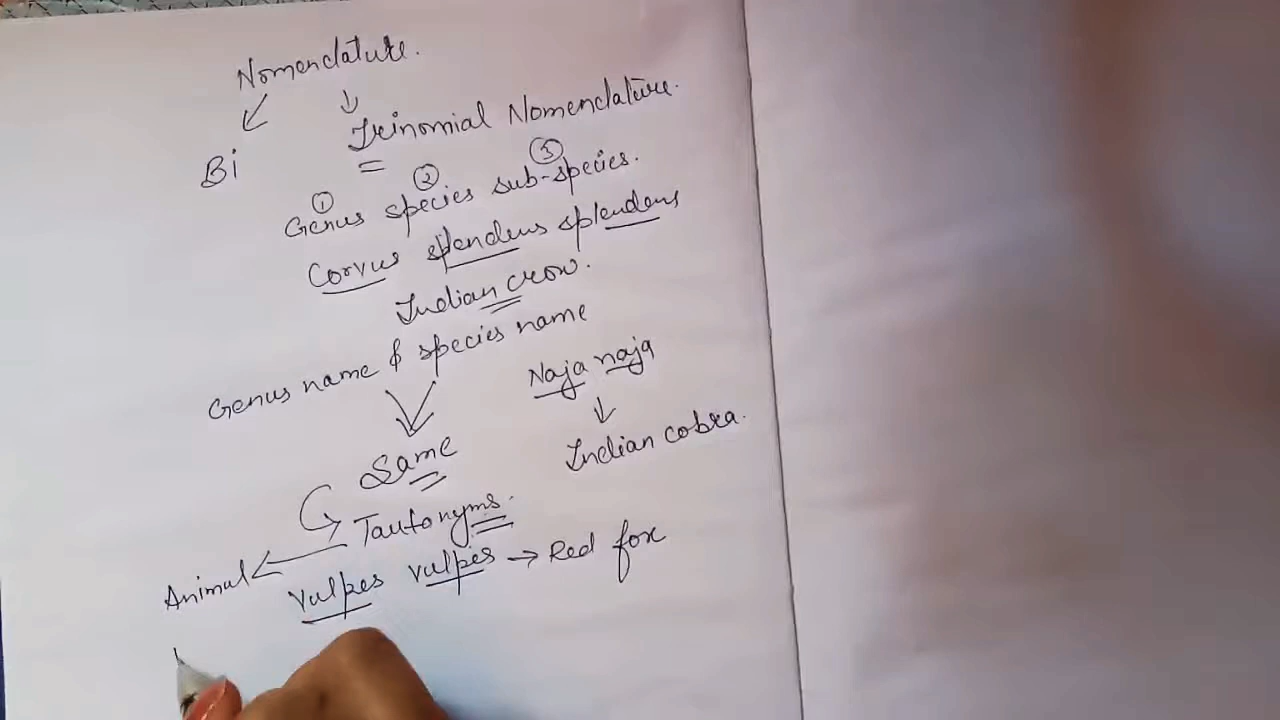 Nomenclature.
Bi
Trinomial Nomenclature.
① ② ③
Genus species sub-species.
Corvus splendens splendens
Indian crow.
Genus name & species name
Naja naja
Same
Indian cobra.
Tautonyms.
Animal
Vulpes vulpes → Red fox